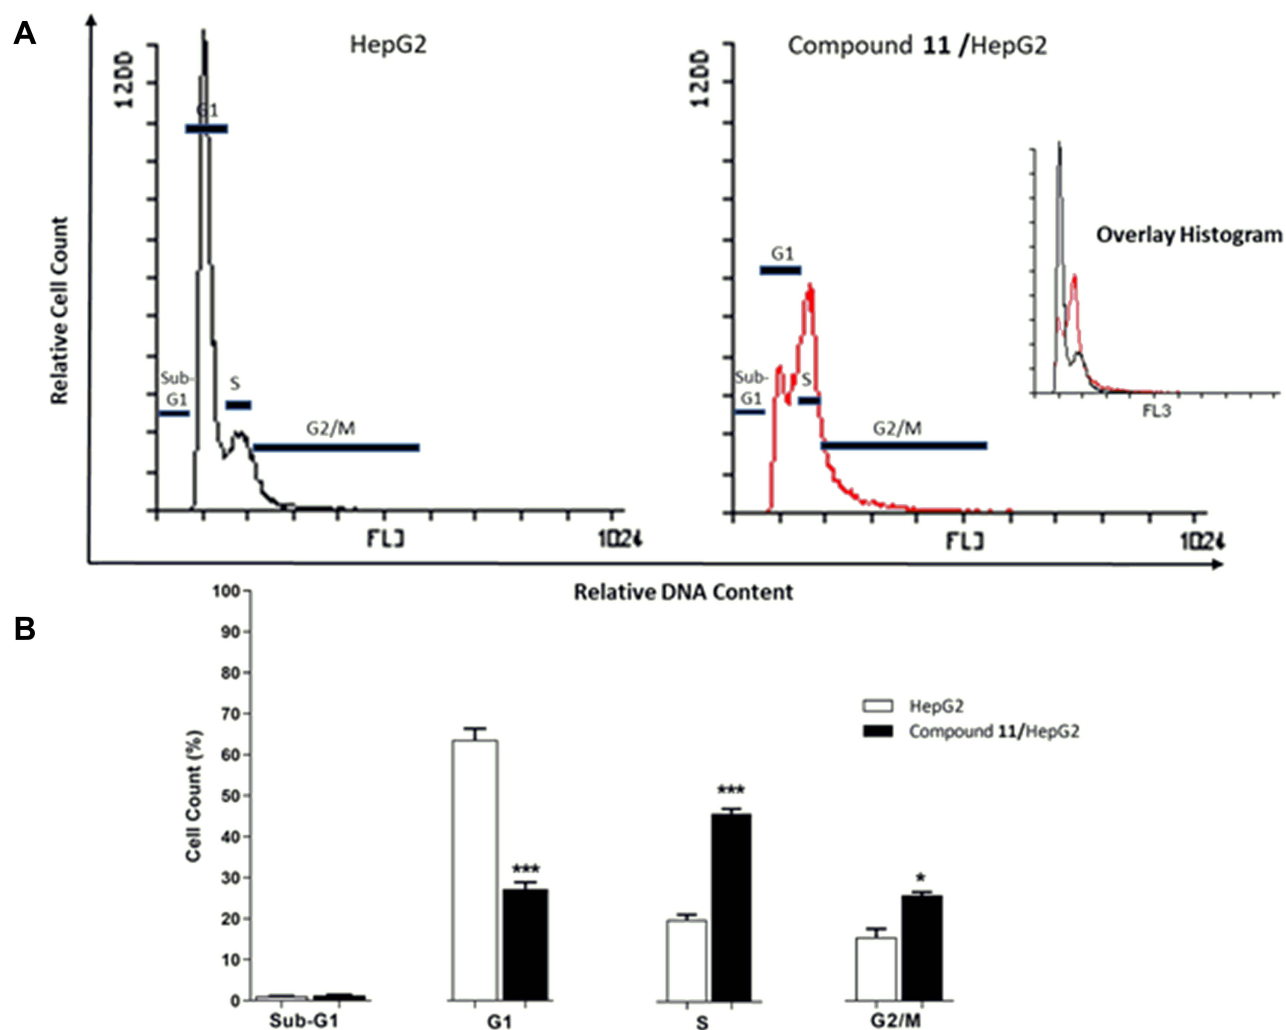 A
HepG2
Compound 11 /HepG2
1200
1200
G1
G1
Overlay Histogram
Relative Cell Count
Sub-
G1
S
G2/M
Sub-
G1
S
G2/M
FL3
FL3
1024
FL3
1024
Relative DNA Content
B
100
90
80
70
60
50
40
30
20
10
0
Cell Count (%)
HepG2
Compound 11/HepG2
***
***
*
Sub-G1
G1
S
G2/M